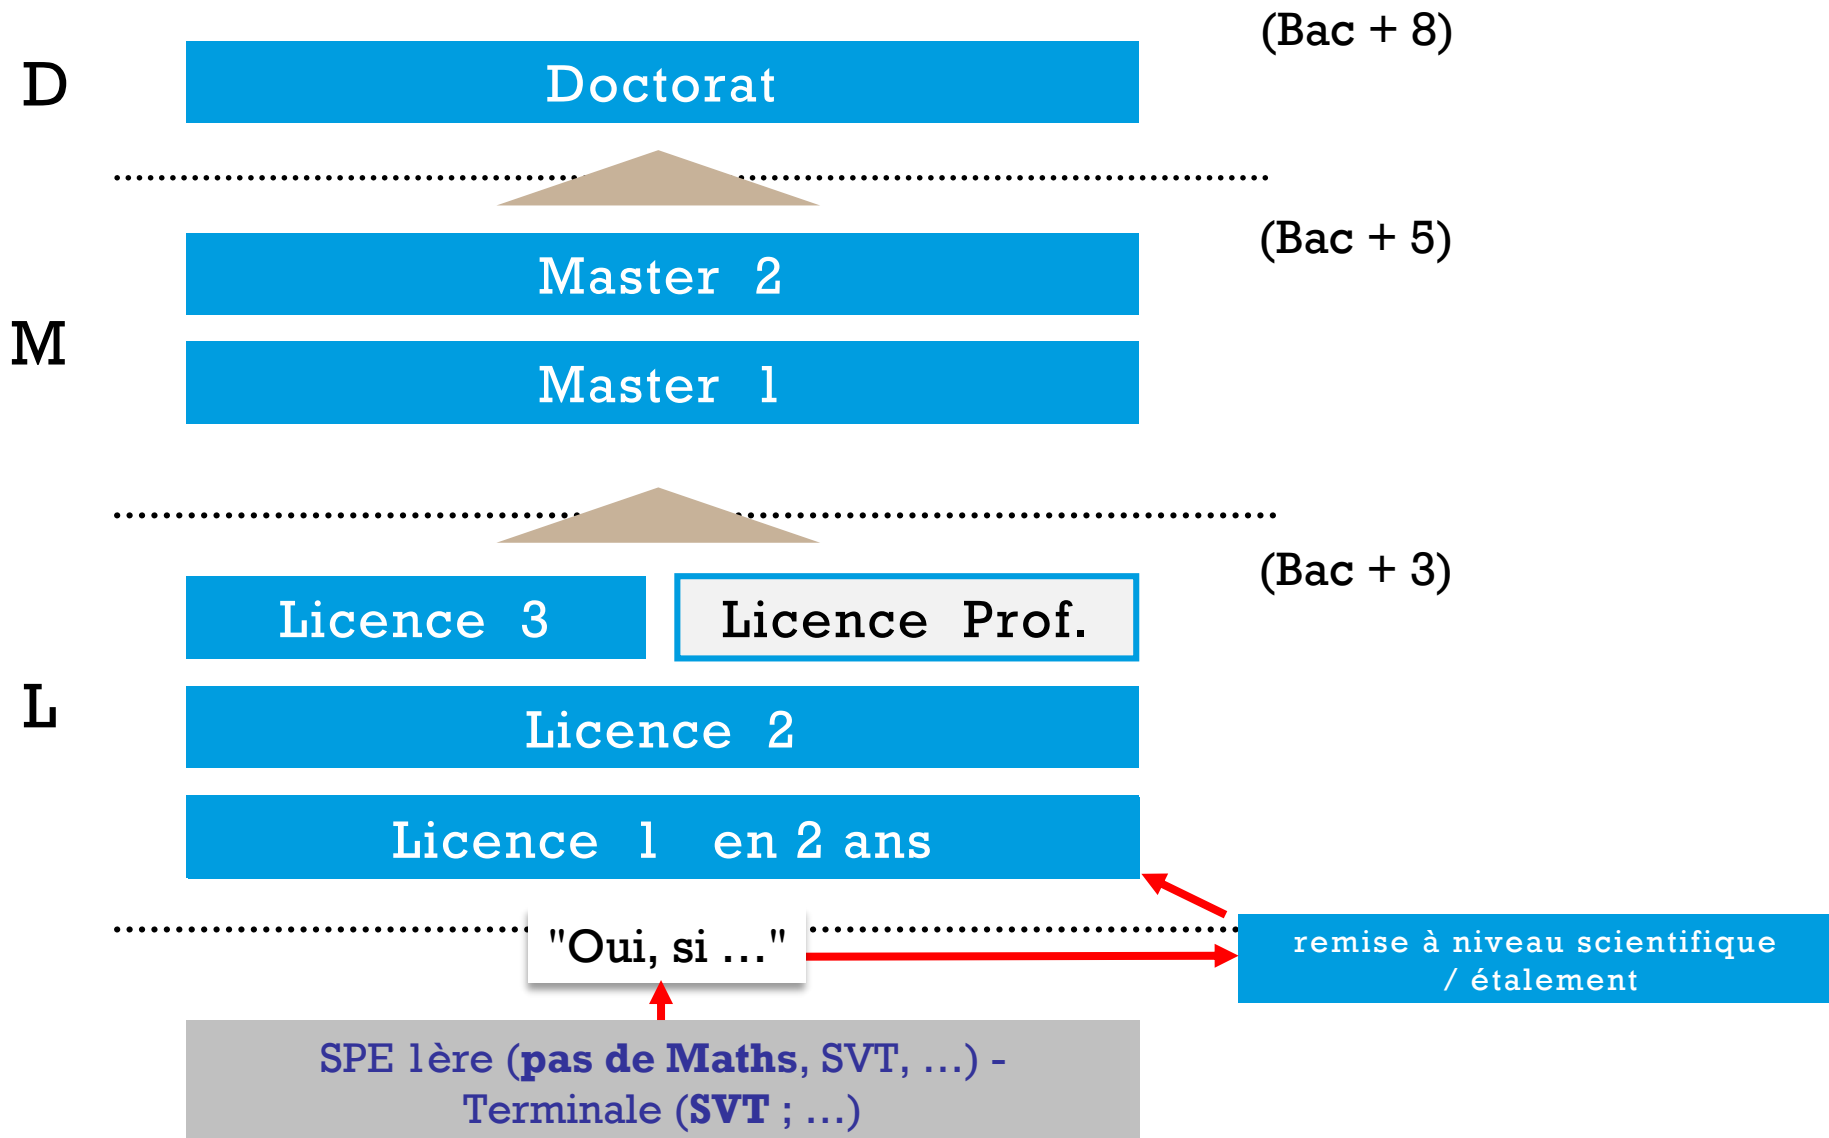 (Bac + 8)
D
Doctorat
(Bac + 5)
Master 2
M
Master 1
(Bac + 3)
Licence 3
Licence Prof.
L
Licence 2
Licence 1 en 2 ans
"Oui, si ..."
remise à niveau scientifique
/ étalement
SPE 1ère (pas de Maths, SVT, ...) -
Terminale (SVT ; ...)